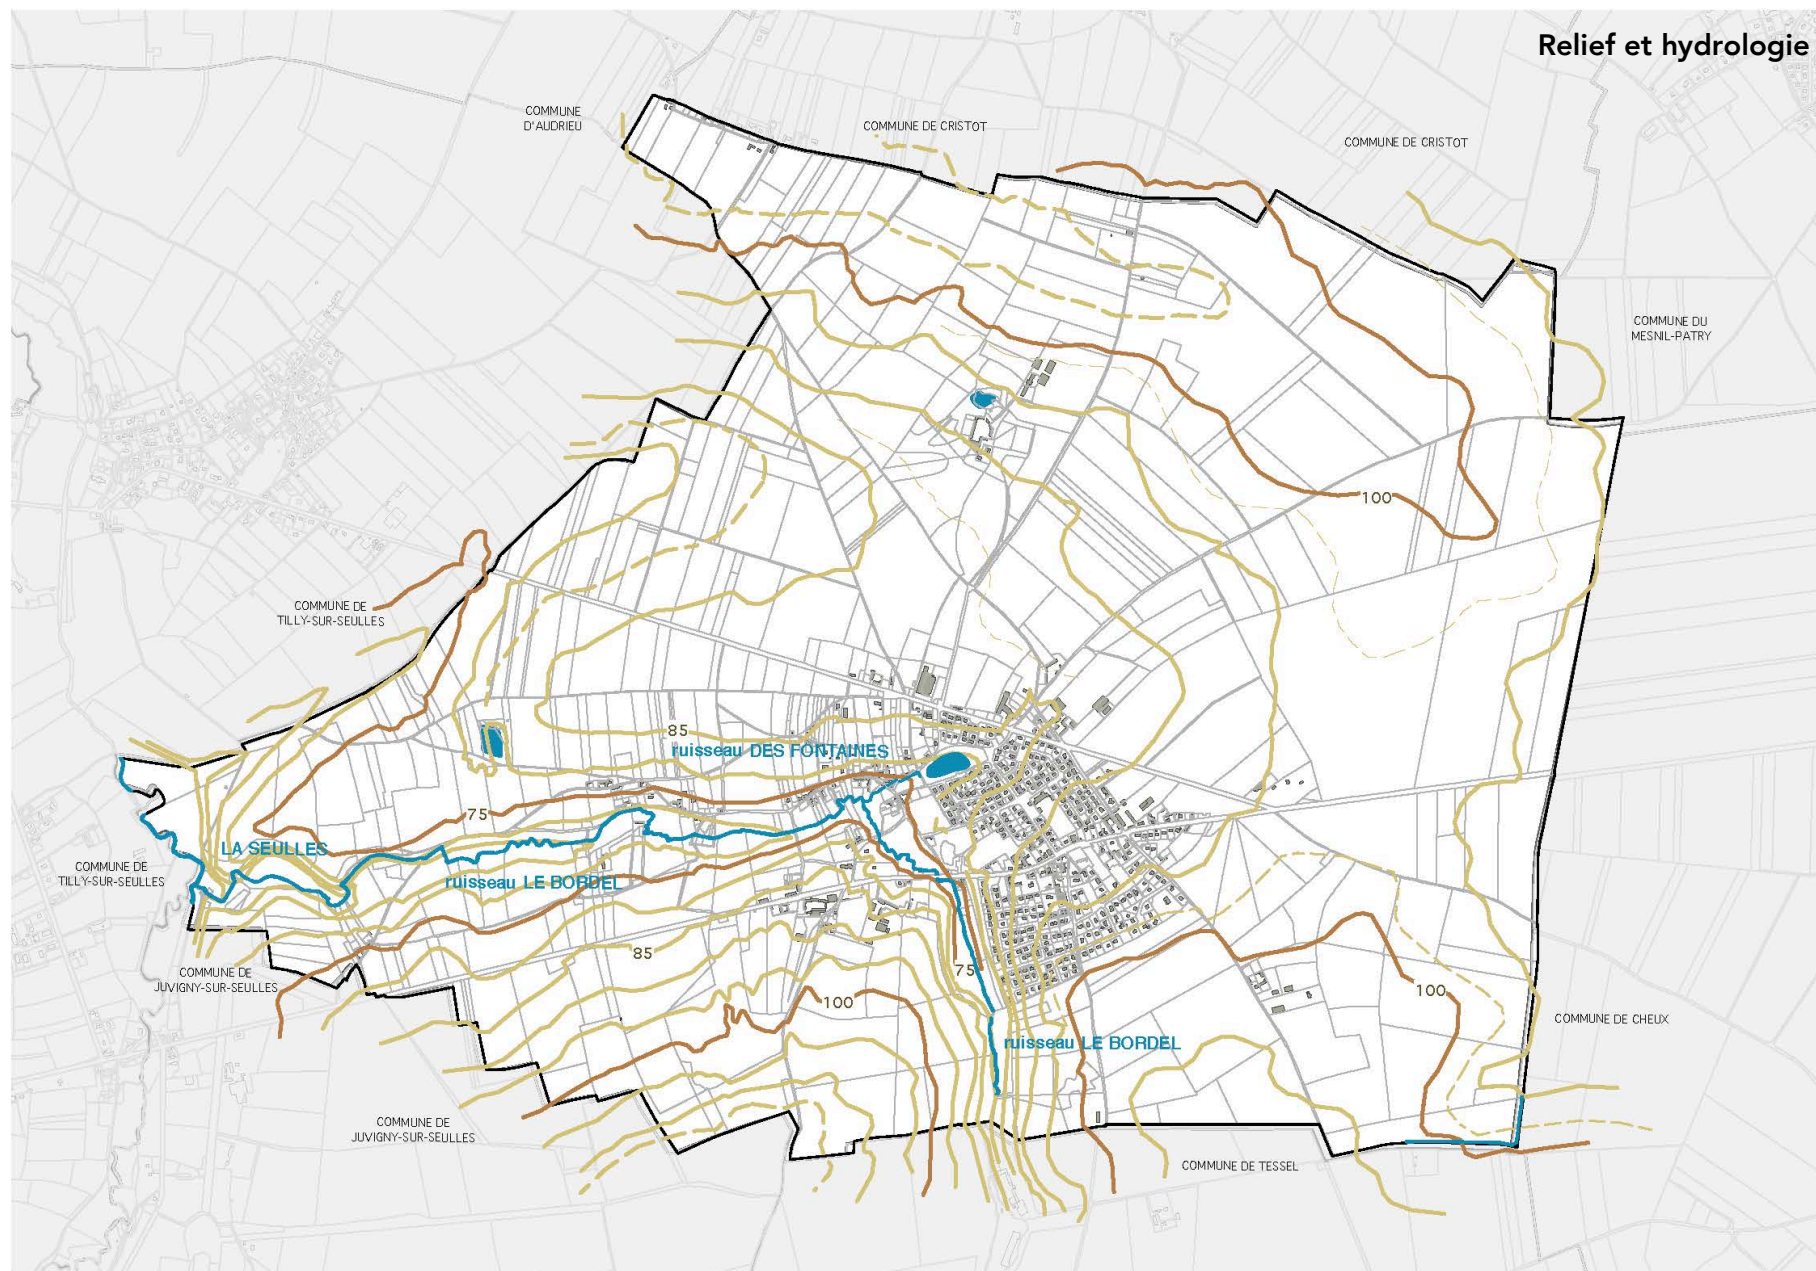 Relief et hydrologie
COMMUNE
D'AUDRIEU
COMMUNE DE CRISTOT
COMMUNE DE CRISTOT
COMMUNE DU
MESNIL-PATRY
100
COMMUNE DE
TILLY-SUR-SEULLES
85
ruisseau DES FONTAINES
75
LA SEULLES
COMMUNE DE
TILLY-SUR-SEULLES
ruisseau LE BORDEL
85
75
COMMUNE DE
JUVIGNY-SUR-SEULLES
100
100
COMMUNE DE CHEUX
ruisseau LE BORDEL
COMMUNE DE
JUVIGNY-SUR-SEULLES
COMMUNE DE TESSEL